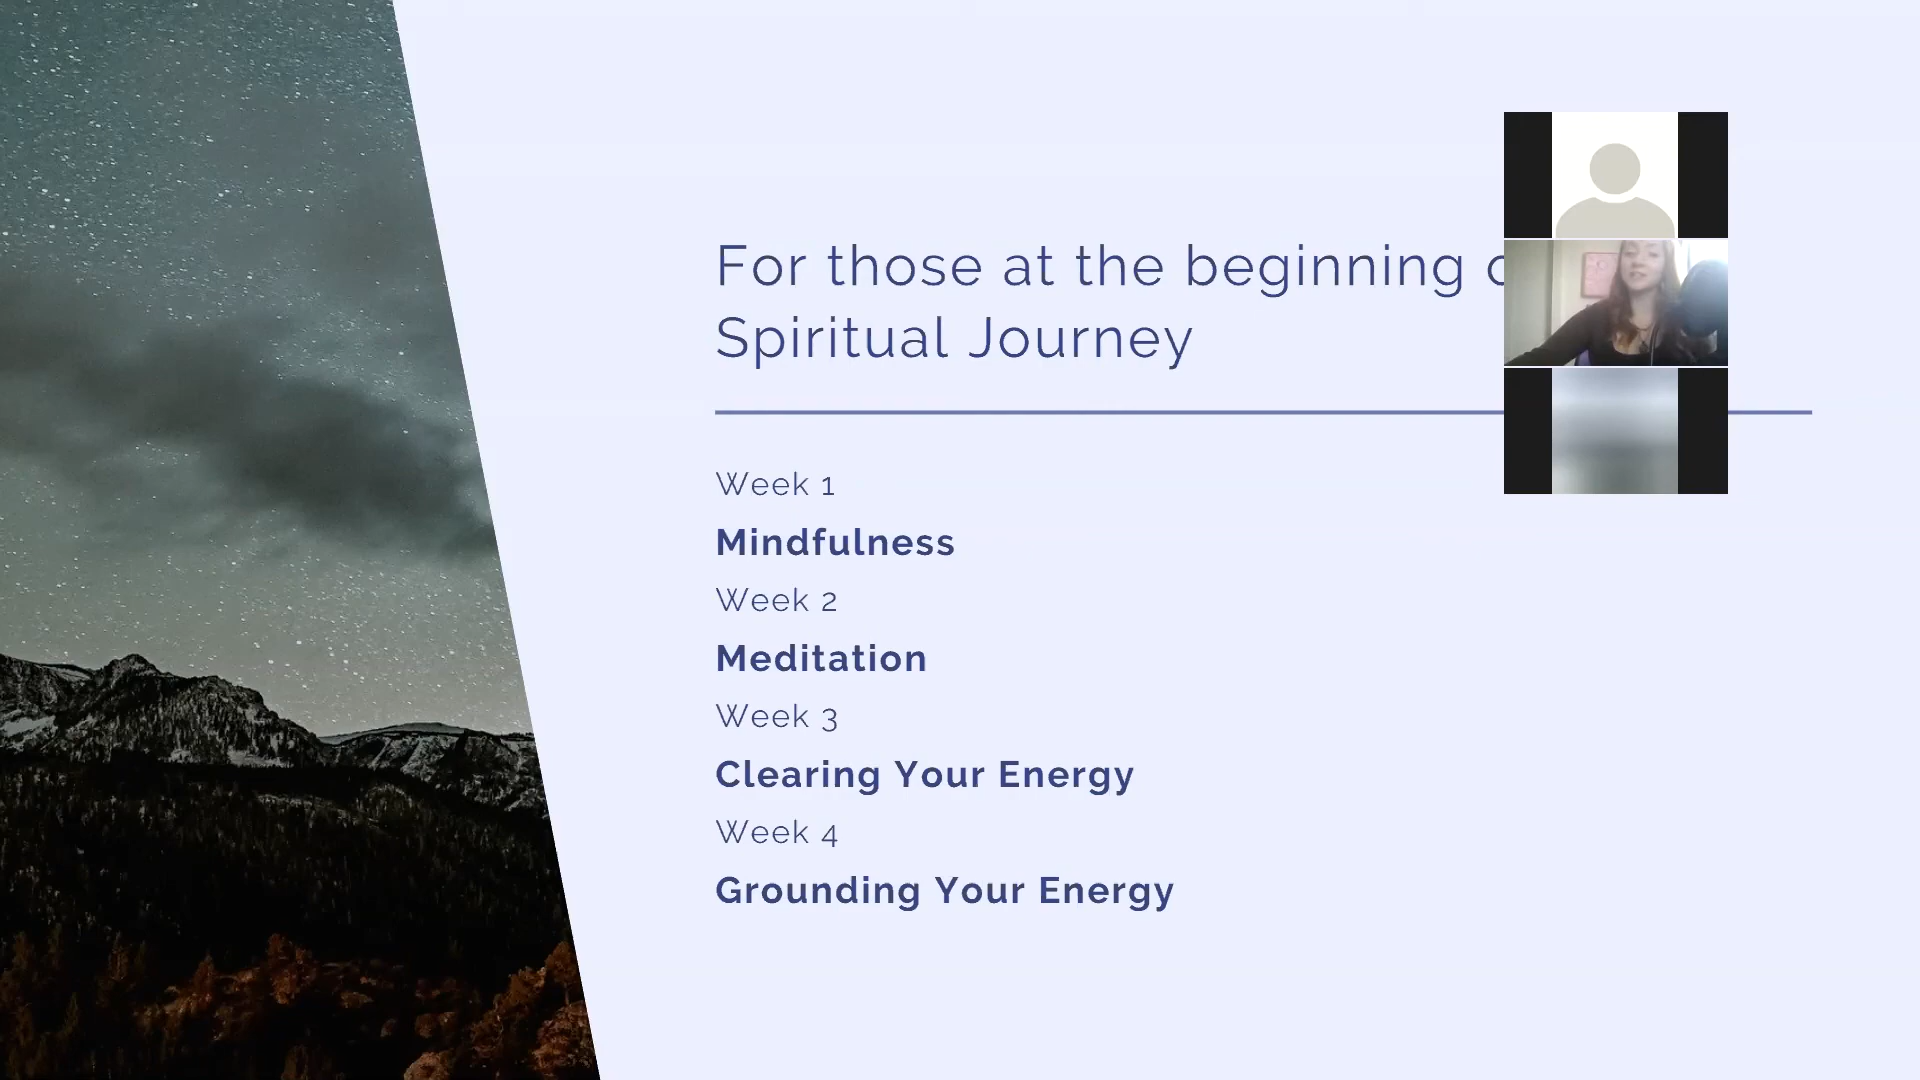 For those at the beginning
Spiritual Journey
Week 1
Mindfulness
Week 2
Meditation
Week 3
Clearing Your Energy
Week 4
Grounding Your Energy